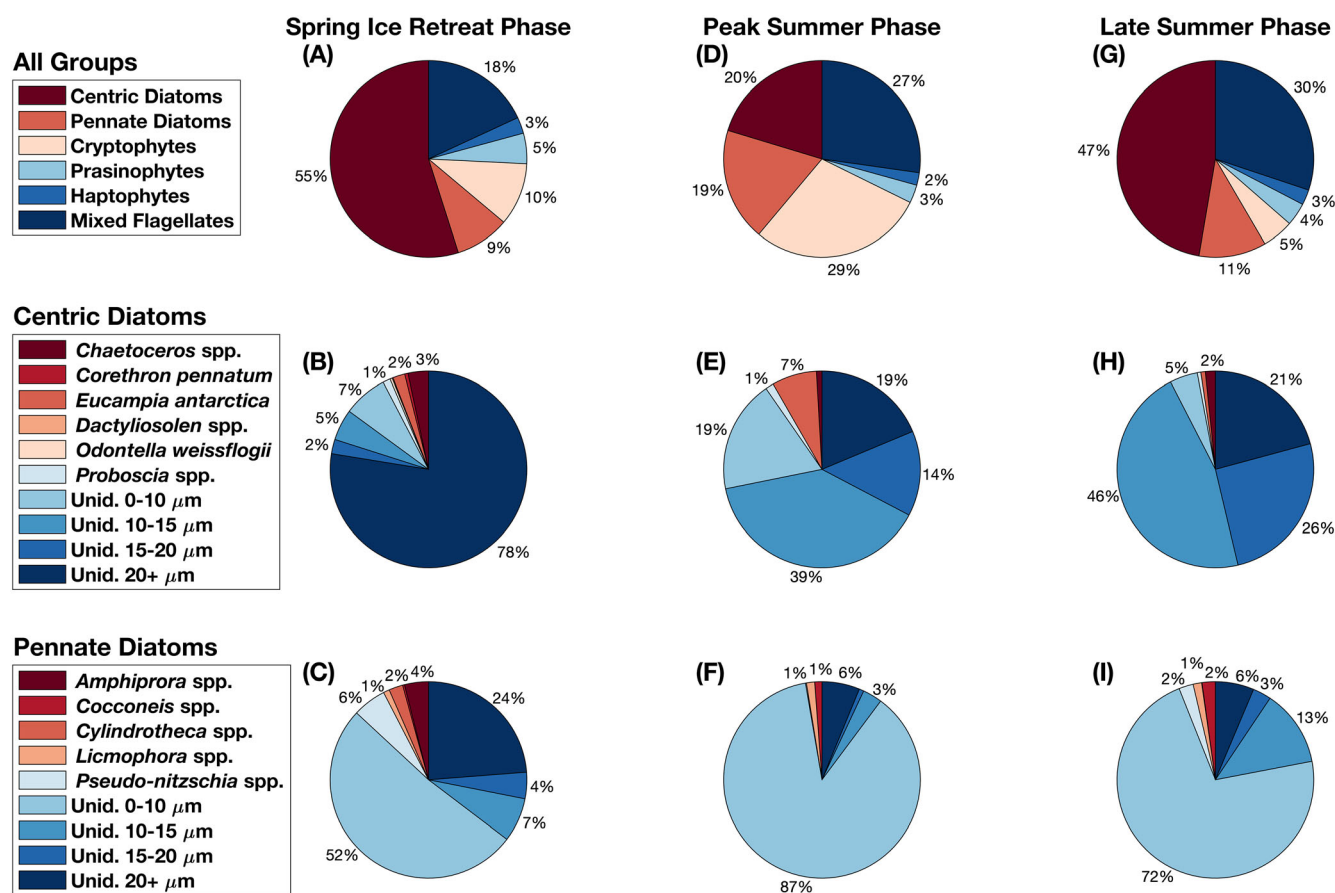 Spring Ice Retreat Phase
Peak Summer Phase
Late Summer Phase
All Groups
Centric Diatoms
Pennate Diatoms
Cryptophytes
Prasinophytes
Haptophytes
Mixed Flagellates
(A)
18%
3%
5%
10%
9%
55%
(D)
20%
27%
2%
3%
29%
19%
(G)
30%
3%
4%
5%
11%
47%
Centric Diatoms
Chaetoceros spp.
Corethron pennatum
Eucampia antarctica
Dactyliosolen spp.
Odontella weissflogii
Proboscia spp.
Unid. 0-10 μm
Unid. 10-15 μm
Unid. 15-20 μm
Unid. 20+ μm
(B)
1%
2%
3%
7%
5%
2%
78%
(E)
1%
7%
19%
19%
14%
39%
(H)
5%
2%
21%
46%
26%
Pennate Diatoms
Amphiprora spp.
Cocconeis spp.
Cylindrotheca spp.
Licmophora spp.
Pseudo-nitzschia spp.
Unid. 0-10 μm
Unid. 10-15 μm
Unid. 15-20 μm
Unid. 20+ μm
(C)
6%
1%
2%
4%
24%
4%
7%
52%
(F)
1%
1%
6%
3%
87%
(I)
2%
1%
2%
6%
3%
13%
72%